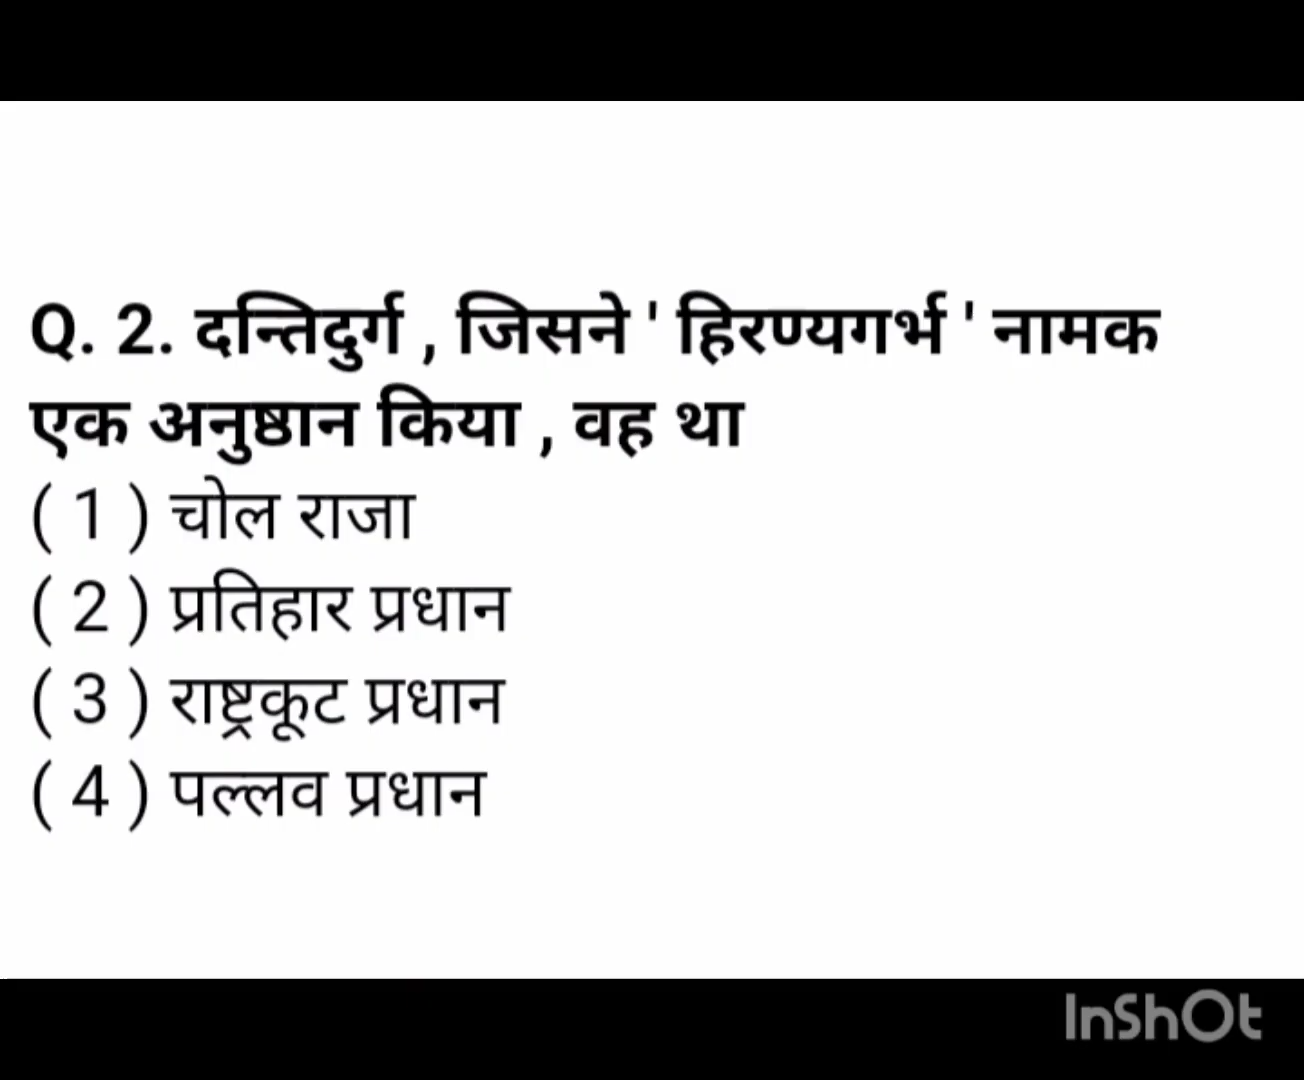 Q. 2. दन्तिदुर्ग , जिसने ' हिरण्यगर्भ ' नामक
एक अनुष्ठान किया , वह था
( 1 ) चोल राजा
( 2 ) प्रतिहार प्रधान
( 3 ) राष्ट्रकूट प्रधान
( 4 ) पल्लव प्रधान
InShOt